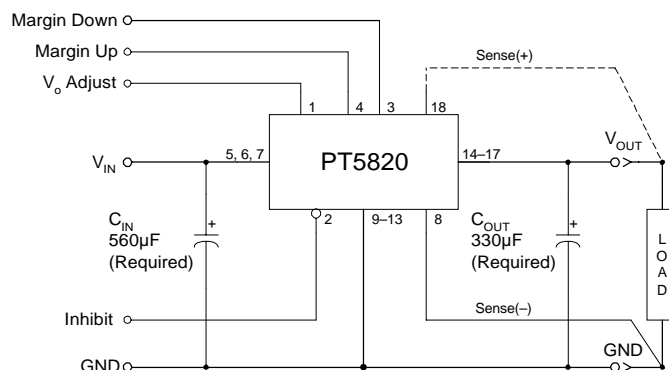 Margin Down
Margin Up
Vo Adjust
Sense(+)
1
4
3
18
VIN
5, 6, 7
PT5820
14–17
VOUT
2
9–13
8
CIN
560µF
(Required)
+
COUT
330µF
(Required)
+
L
O
A
D
Inhibit
Sense(–)
GND
GND